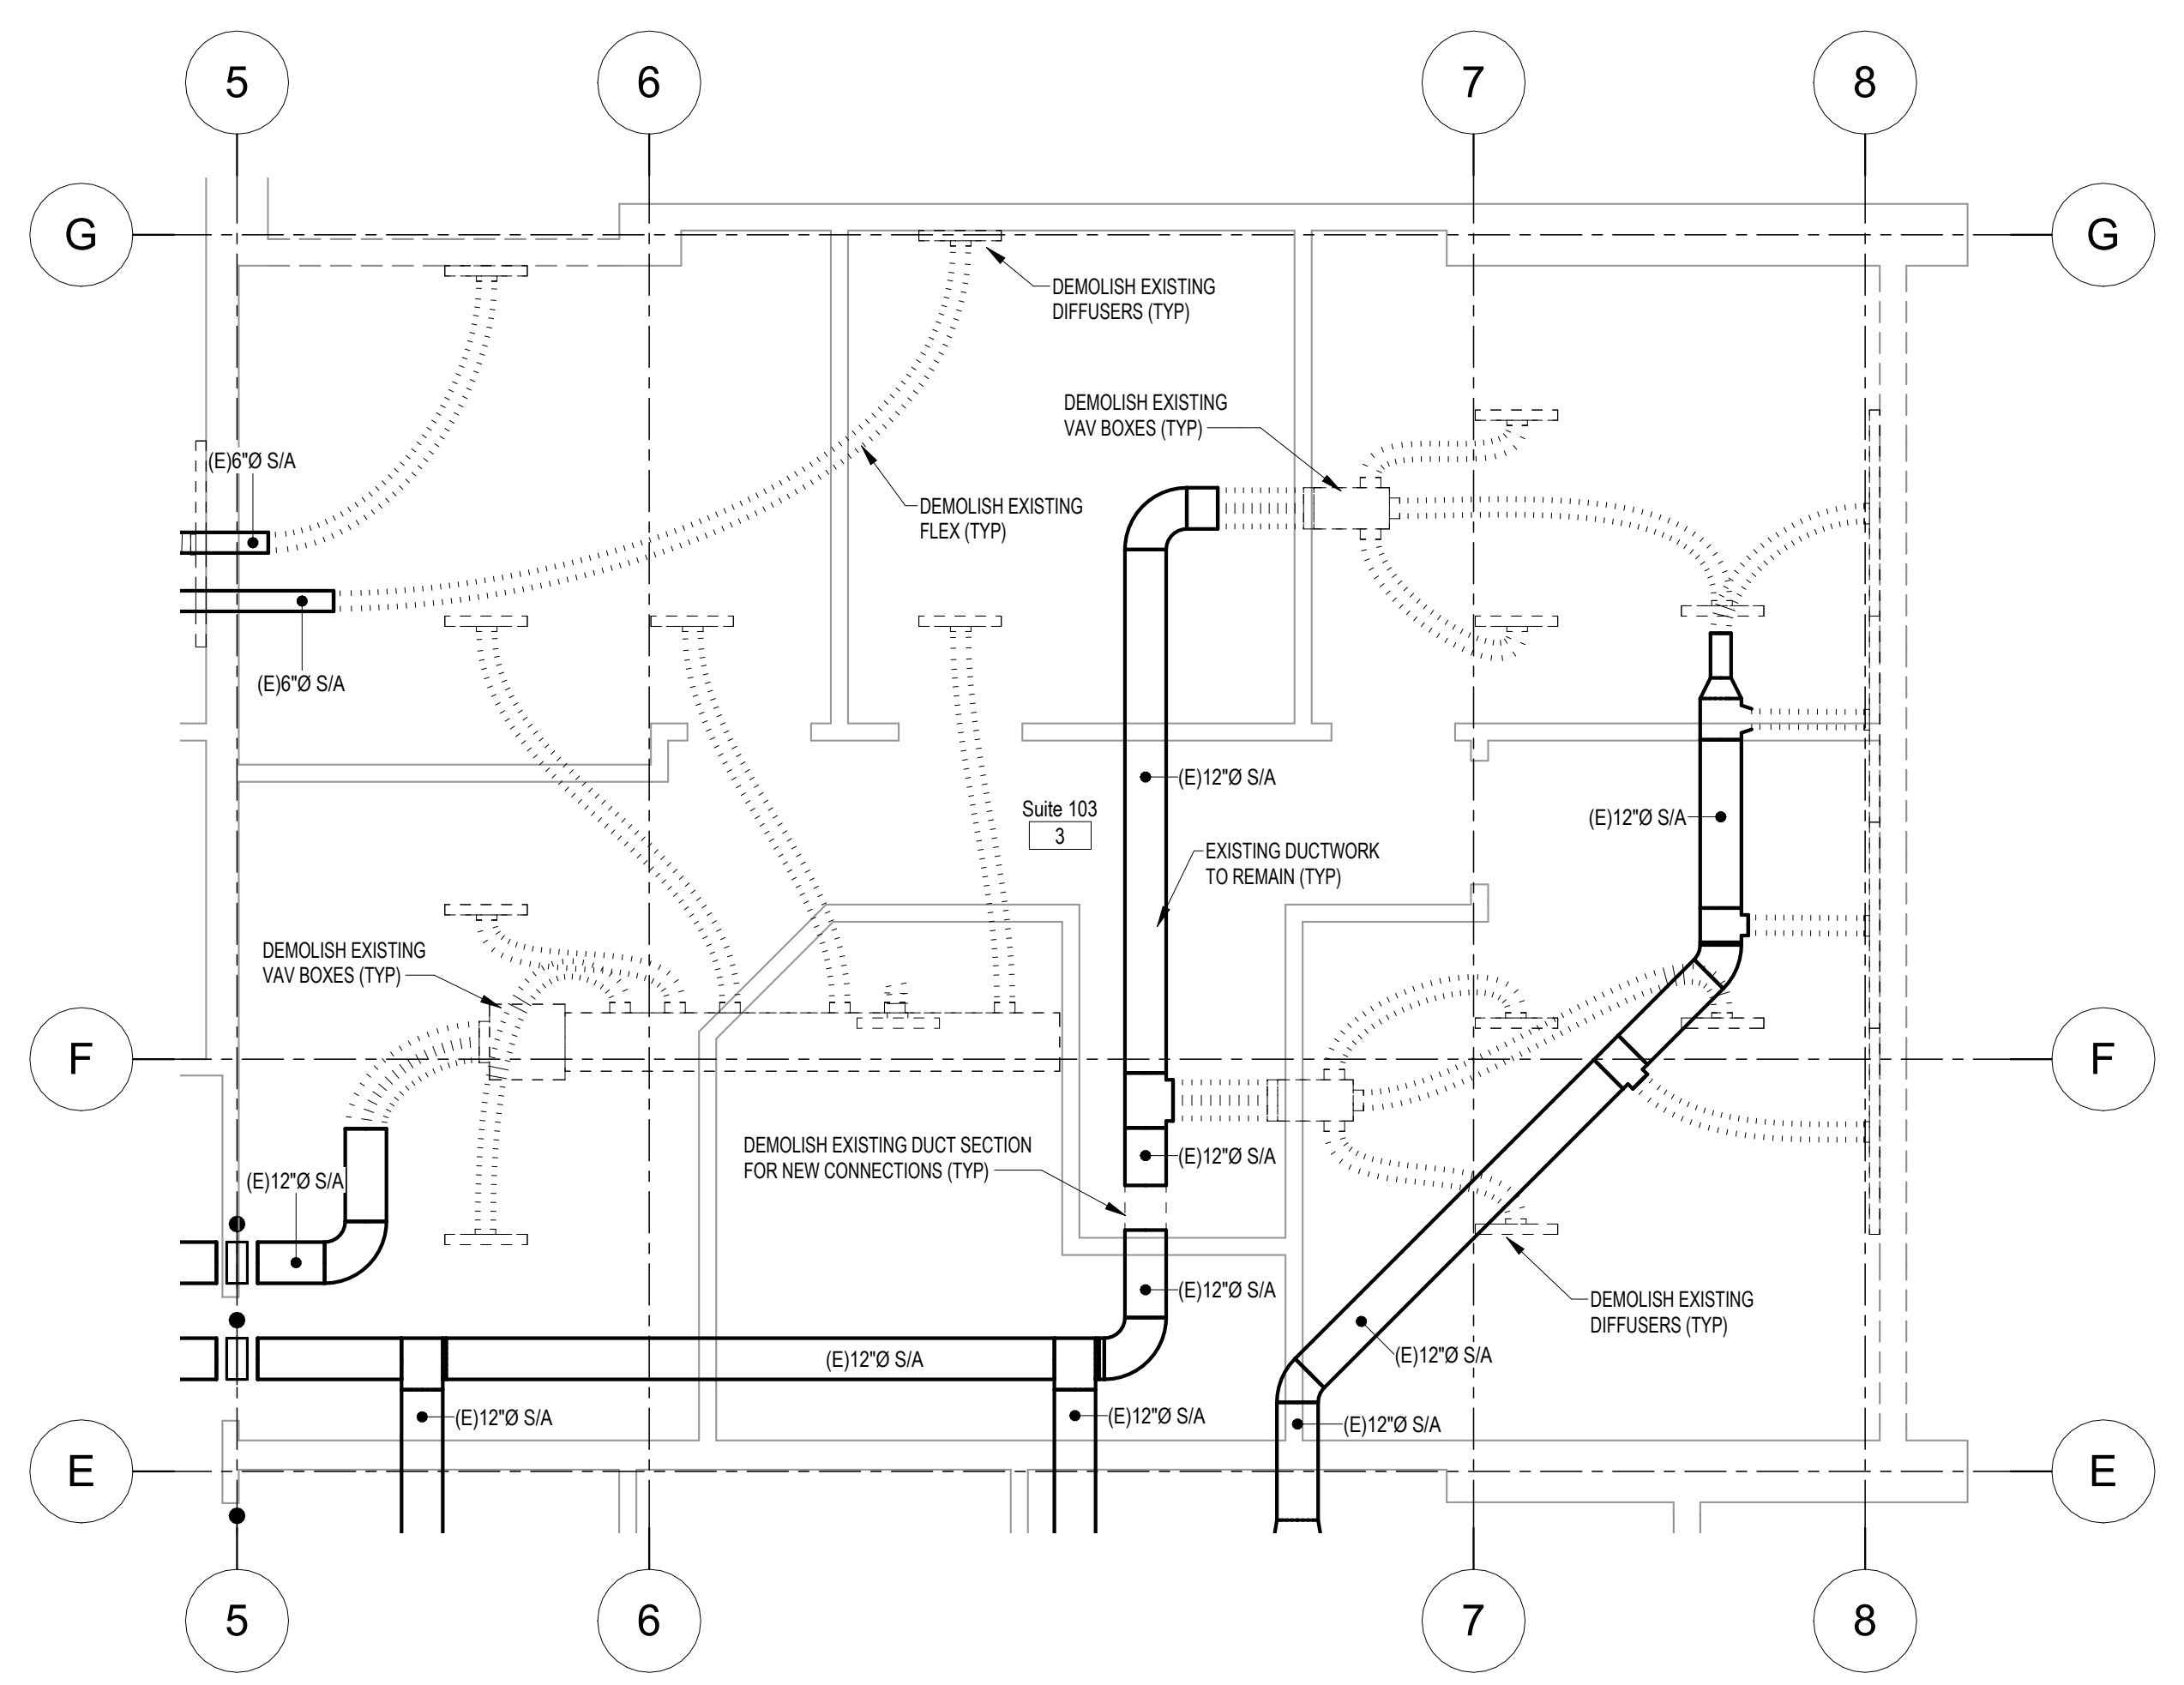 5
6
7
8
G
G
DEMOLISH EXISTING
DIFFUSERS (TYP)
DEMOLISH EXISTING
VAV BOXES (TYP)
(E)6"Ø S/A
DEMOLISH EXISTING
FLEX (TYP)
(E)6"Ø S/A
(E)12"Ø S/A
Suite 103
3
(E)12"Ø S/A
EXISTING DUCTWORK
TO REMAIN (TYP)
DEMOLISH EXISTING
VAV BOXES (TYP)
F
F
DEMOLISH EXISTING DUCT SECTION
FOR NEW CONNECTIONS (TYP)
(E)12"Ø S/A
(E)12"Ø S/A
(E)12"Ø S/A
DEMOLISH EXISTING
DIFFUSERS (TYP)
(E)12"Ø S/A
(E)12"Ø S/A
(E)12"Ø S/A
(E)12"Ø S/A
(E)12"Ø S/A
E
E
5
6
7
8